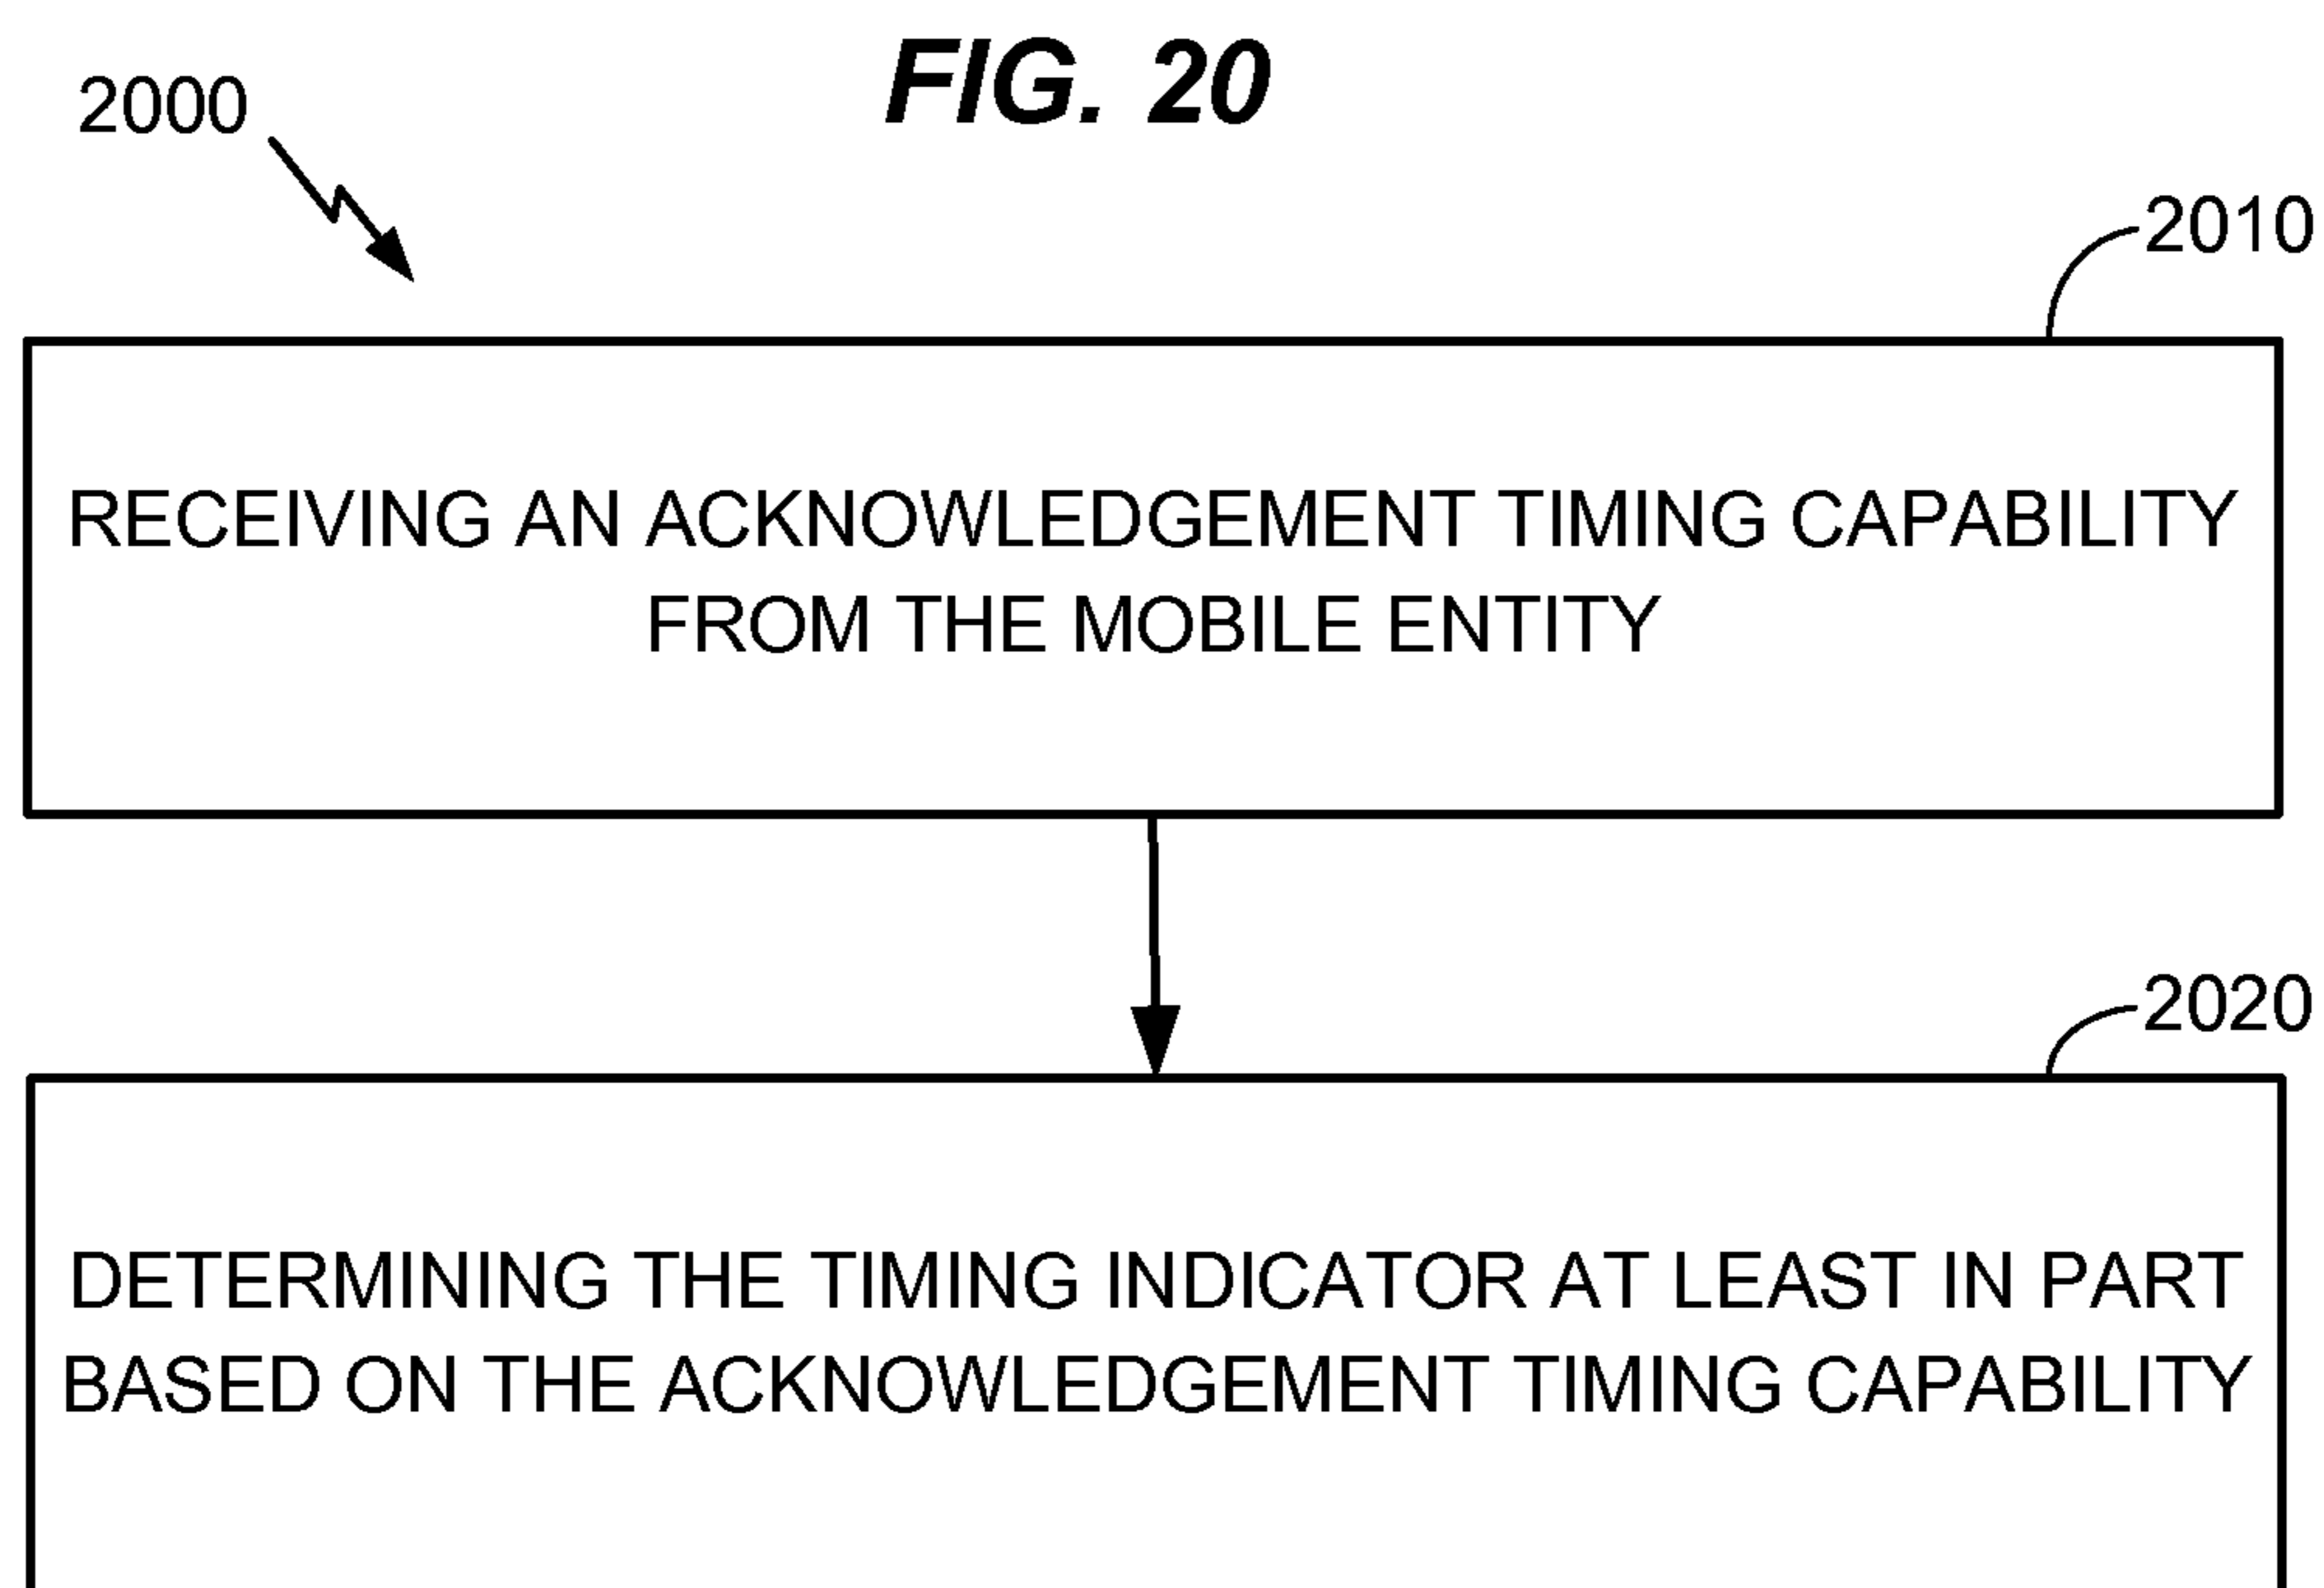 FIG. 20
2000
2010
RECEIVING AN ACKNOWLEDGEMENT TIMING CAPABILITY
FROM THE MOBILE ENTITY
2020
DETERMINING THE TIMING INDICATOR AT LEAST IN PART
BASED ON THE ACKNOWLEDGEMENT TIMING CAPABILITY